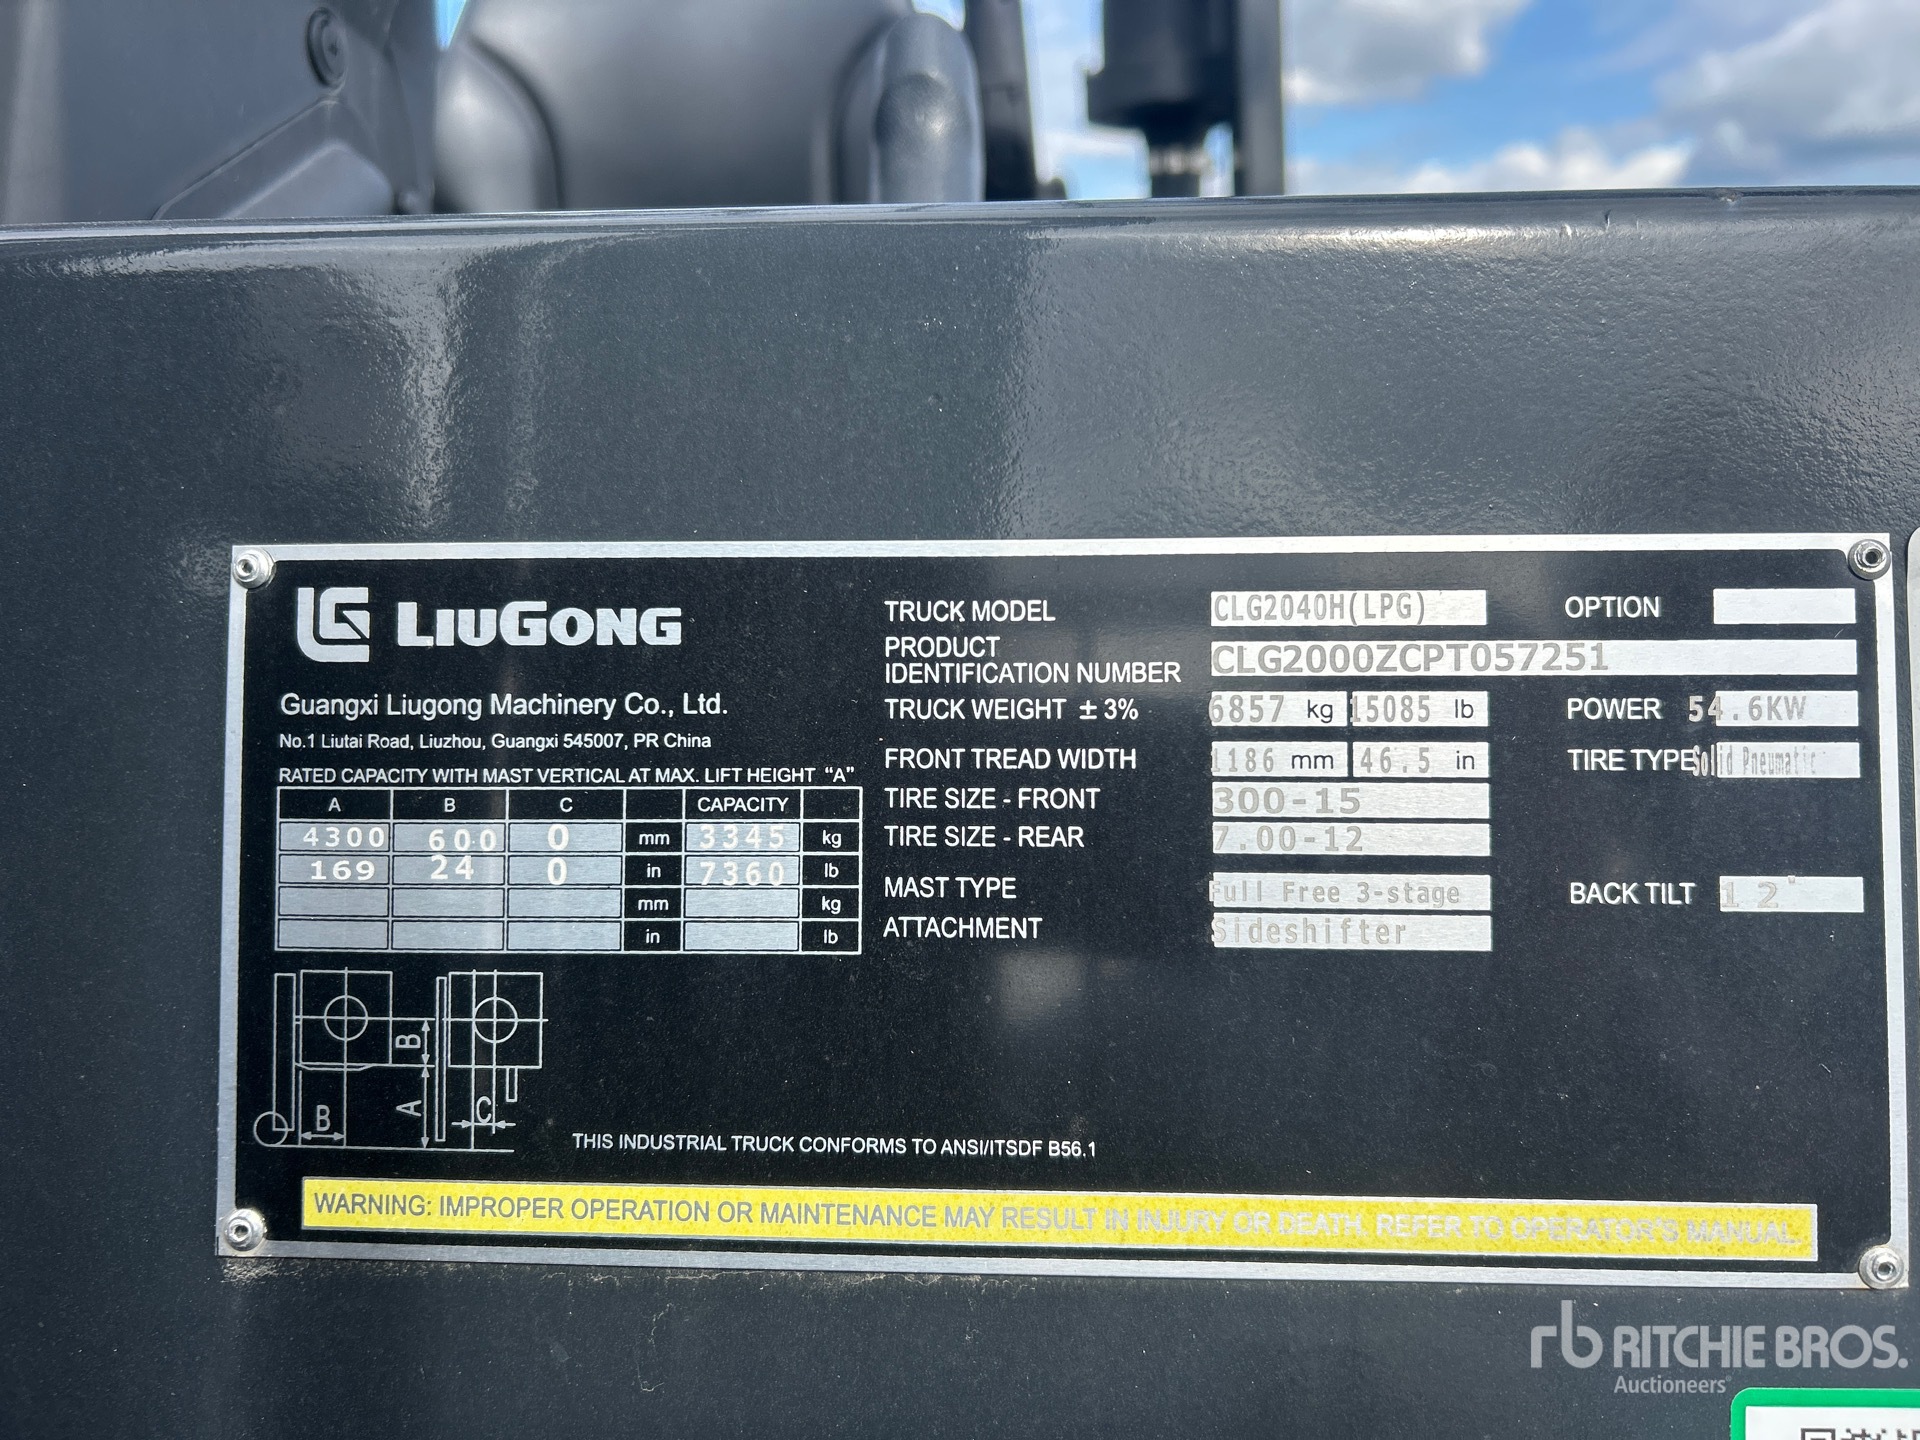 LG LIUGONG
Guangxi Liugong Machinery Co., Ltd.
No.1 Liutai Road, Liuzhou, Guangxi 545007, PR China
RATED CAPACITY WITH MAST VERTICAL AT MAX. LIFT HEIGHT "A"
A B C CAPACITY
4300 600 0 mm 3345 kg
169 24 0 in 7360 lb
mm kg
in lb
B B A C
TRUCK MODEL CLG2040H(LPG) OPTION
PRODUCT
IDENTIFICATION NUMBER CLG2000ZCPT057251
TRUCK WEIGHT ± 3% 6857 kg 15085 lb POWER 54.6KW
FRONT TREAD WIDTH 1186 mm 46.5 in TIRE TYPE Solid Pneumatic
TIRE SIZE - FRONT 300-15
TIRE SIZE - REAR 7.00-12
MAST TYPE Full Free 3-stage BACK TILT 12°
ATTACHMENT Sideshifter
THIS INDUSTRIAL TRUCK CONFORMS TO ANSI/ITSDF B56.1
WARNING: IMPROPER OPERATION OR MAINTENANCE MAY RESULT IN INJURY OR DEATH. REFER TO OPERATOR'S MANUAL.
rb RITCHIE BROS.
Auctioneers